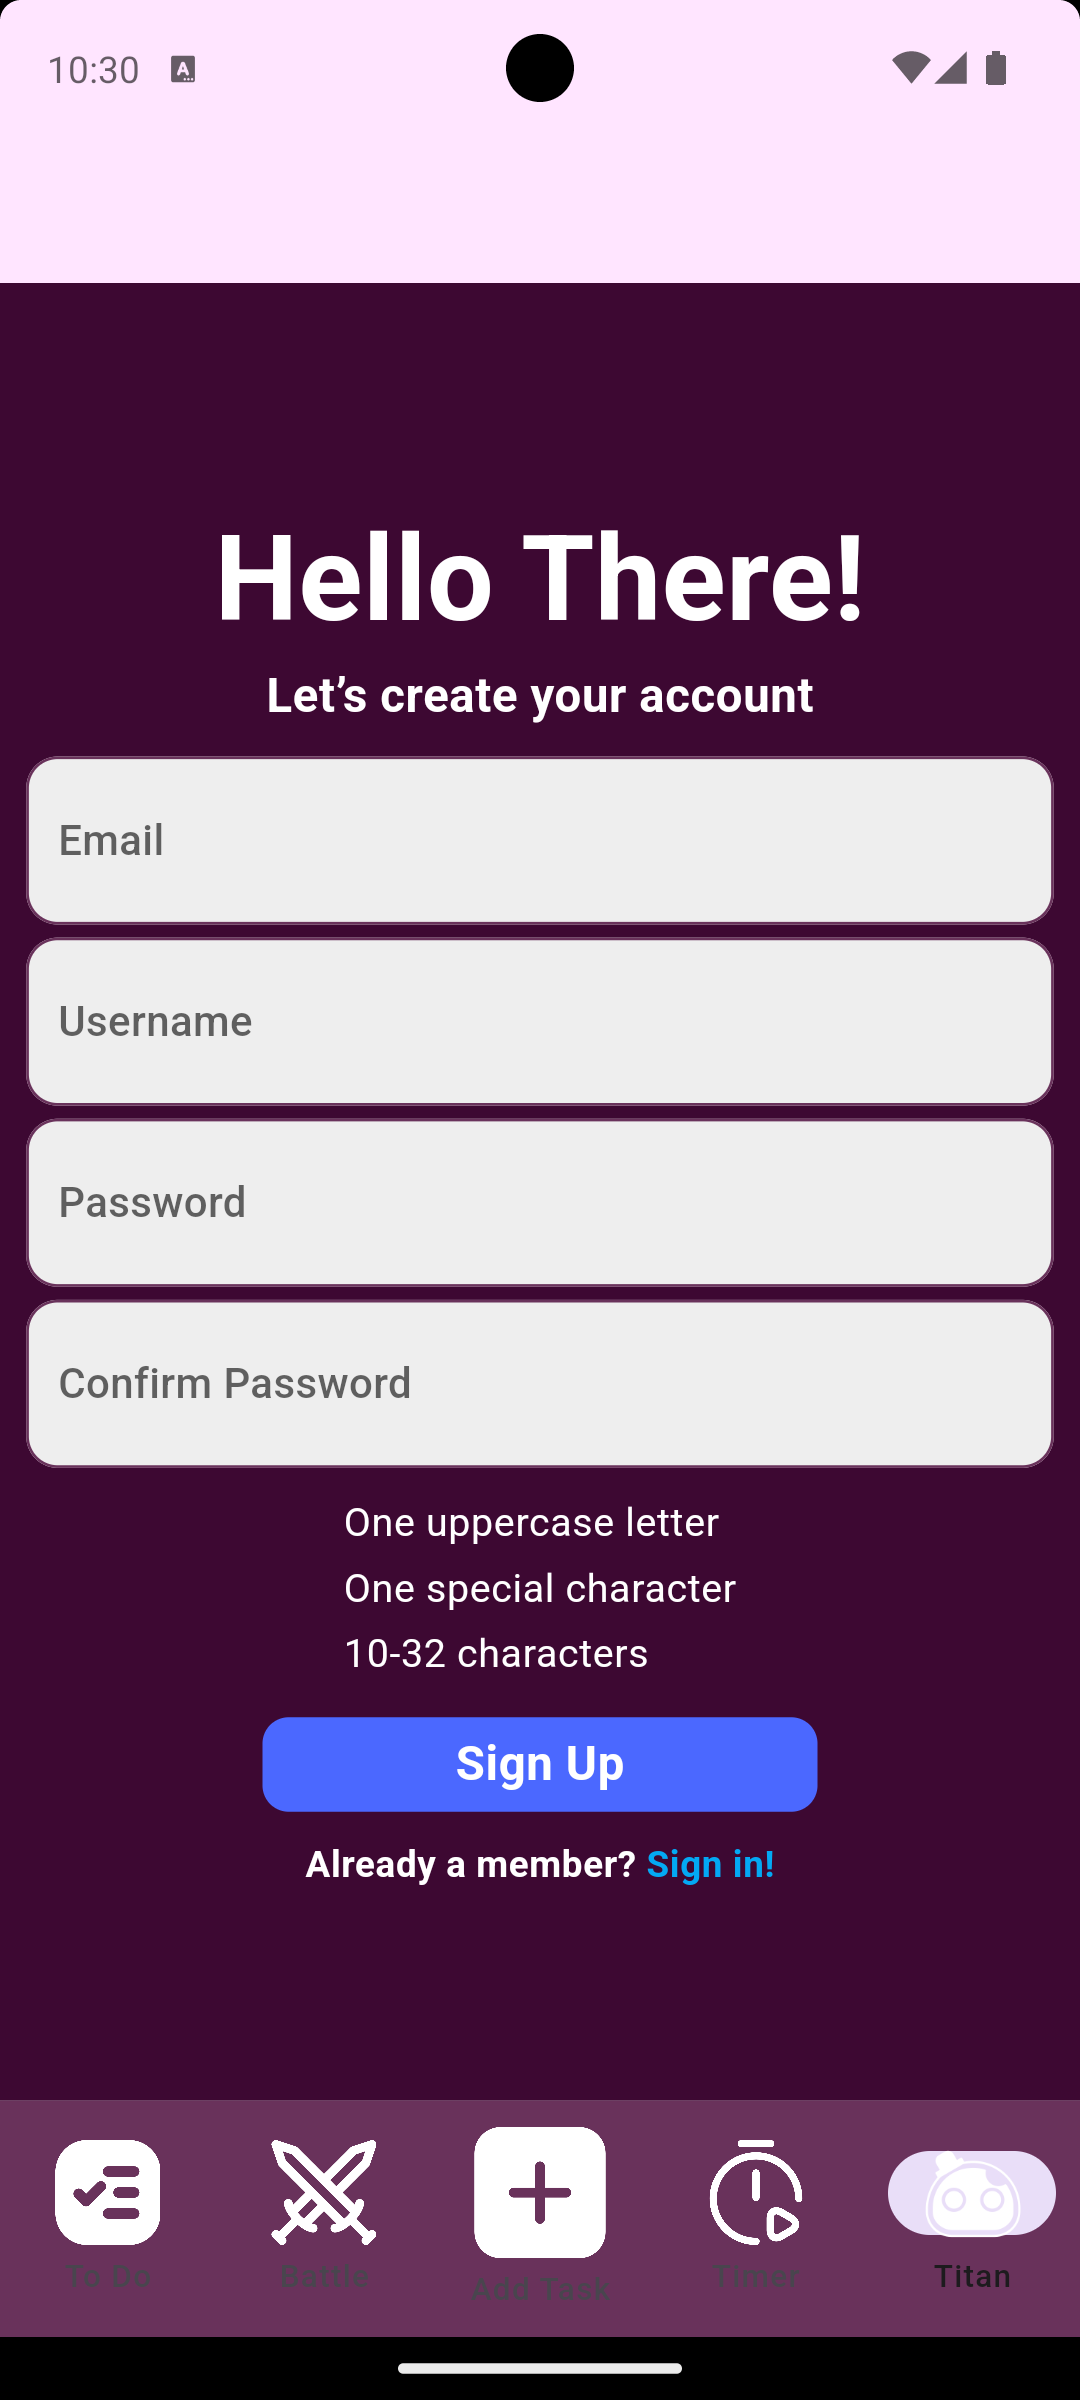 10:30
Hello There!
Let’s create your account
Email
Username
Password
Confirm Password
One uppercase letter
One special character
10-32 characters
Sign Up
Already a member? Sign in!
To Do
Battle
Add Task
Timer
Titan